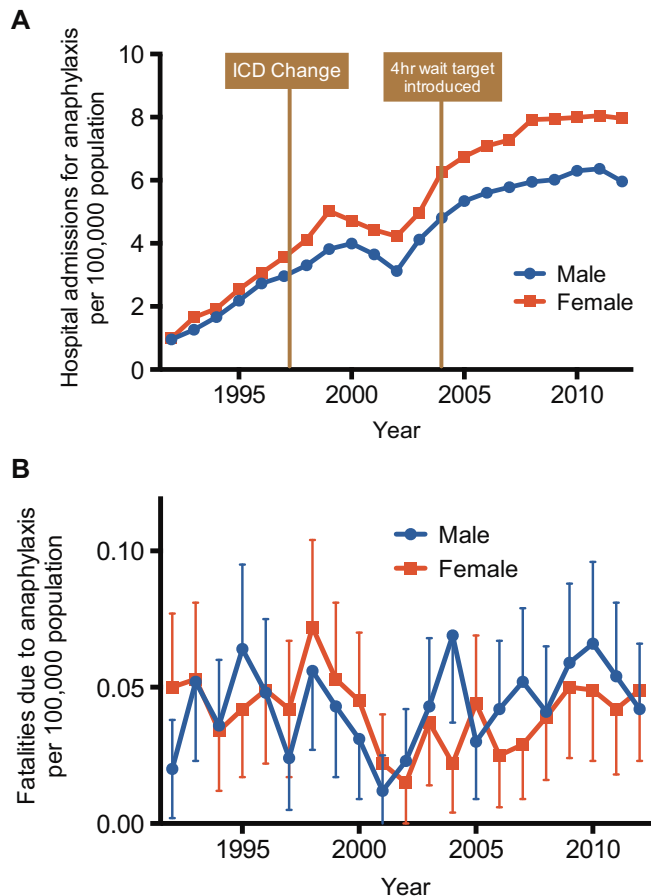 A
Hospital admissions for anaphylaxis
per 100,000 population
10
8
6
4
2
0
ICD Change
4hr wait target
introduced
Male
Female
1995
2000
2005
2010
Year
B
Fatalities due to anaphylaxis
per 100,000 population
0.10
0.05
0.00
Male
Female
1995
2000
2005
2010
Year